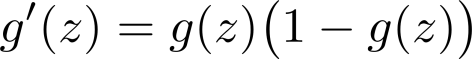 g′(z) = g(z)(1 − g(z))